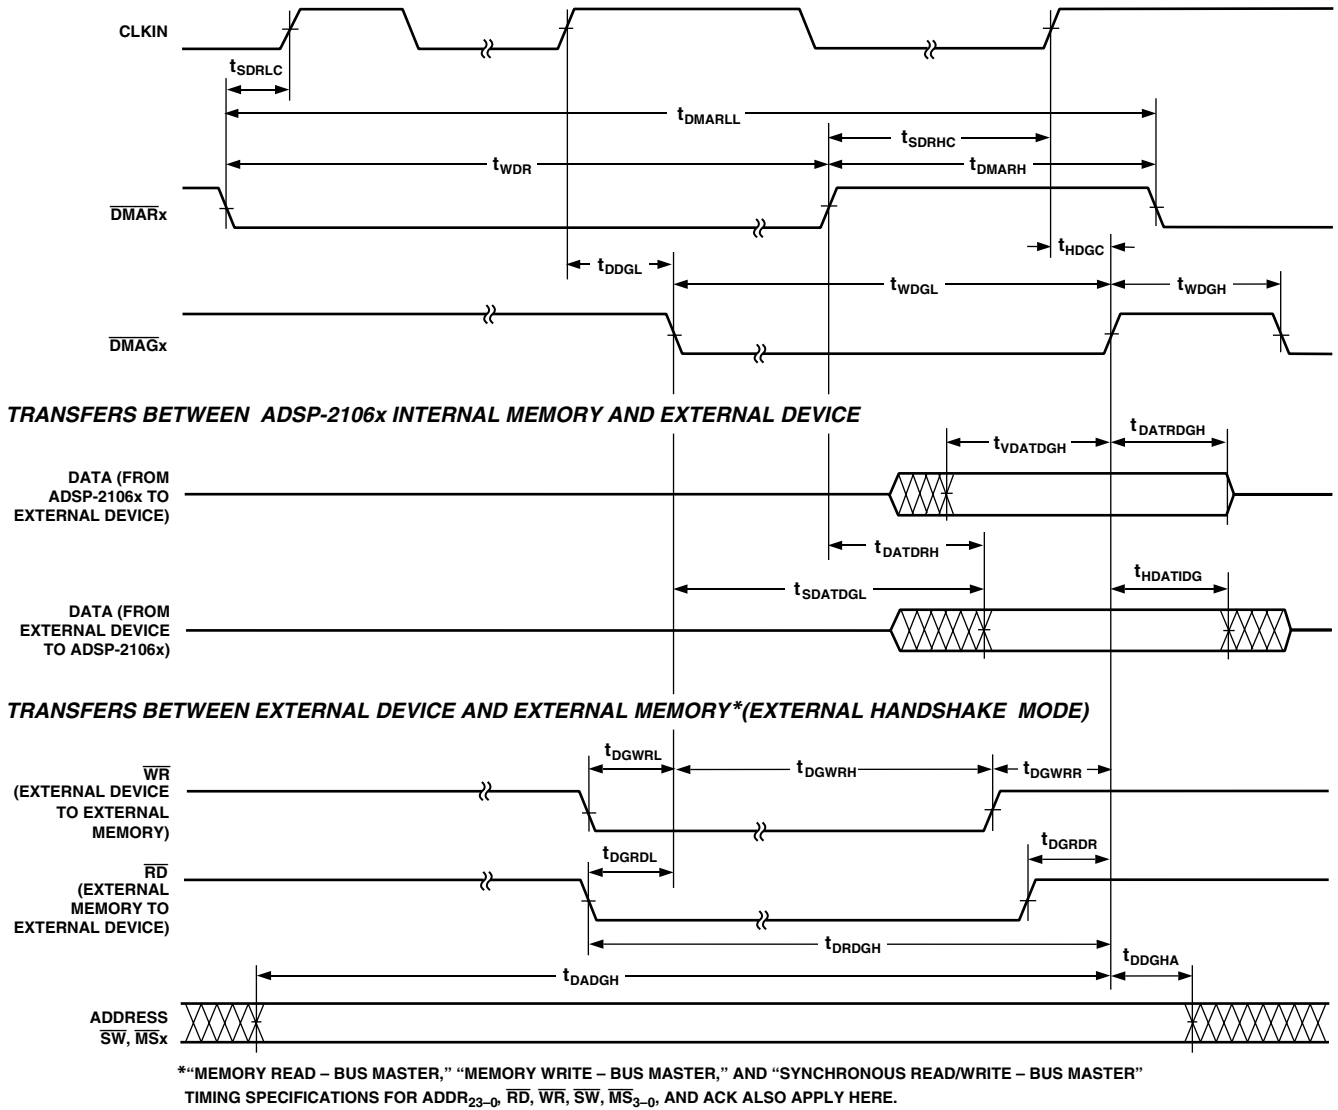 CLKIN
tSDRLC
tDMARLL
tSDRHC
tWDR
tDMARH
DMARx
tHDGC
tDDGL
tWDGL
tWDGH
DMAGx
TRANSFERS BETWEEN ADSP-2106x INTERNAL MEMORY AND EXTERNAL DEVICE
tDATRDGH
tVDATDGH
DATA (FROM
ADSP-2106x TO
EXTERNAL DEVICE)
tDATDRH
tHDATIDG
tSDATDGL
DATA (FROM
EXTERNAL DEVICE
TO ADSP-2106x)
TRANSFERS BETWEEN EXTERNAL DEVICE AND EXTERNAL MEMORY*(EXTERNAL HANDSHAKE MODE)
tDGWRL
tDGWRH
tDGWRR
WR
(EXTERNAL DEVICE
TO EXTERNAL
MEMORY)
tDGRDL
tDGRDR
RD
(EXTERNAL
MEMORY TO
EXTERNAL DEVICE)
tDRDGH
tDDGHA
tDADGH
ADDRESS
SW, MSx
*“MEMORY READ – BUS MASTER,” “MEMORY WRITE – BUS MASTER,” AND “SYNCHRONOUS READ/WRITE – BUS MASTER”
TIMING SPECIFICATIONS FOR ADDR23–0, RD, WR, SW, MS3–0, AND ACK ALSO APPLY HERE.